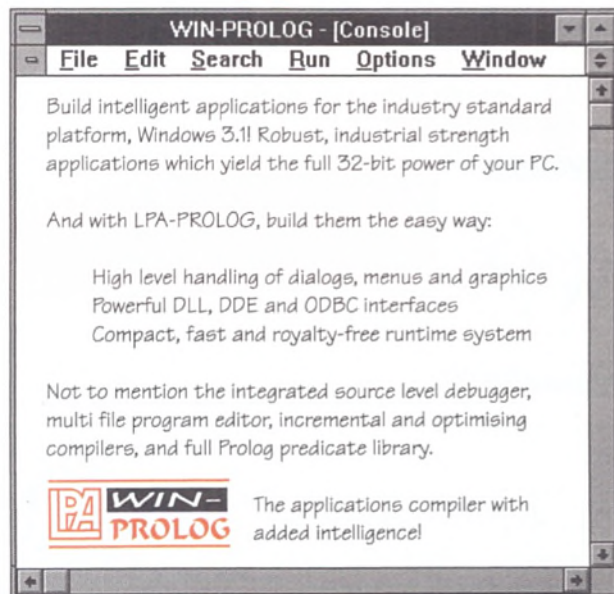 WIN-PROLOG - [Console]
File Edit Search Run Options Window
Build intelligent applications for the industry standard
platform, Windows 3.1! Robust, industrial strength
applications which yield the full 32-bit power of your PC.
And with LPA-PROLOG, build them the easy way:
High level handling of dialogs, menus and graphics
Powerful DLL, DDE and ODBC interfaces
Compact, fast and royalty-free runtime system
Not to mention the integrated source level debugger,
multi file program editor, incremental and optimising
compilers, and full Prolog predicate library.
LPA WIN-
PROLOG
The applications compiler with
added intelligence!